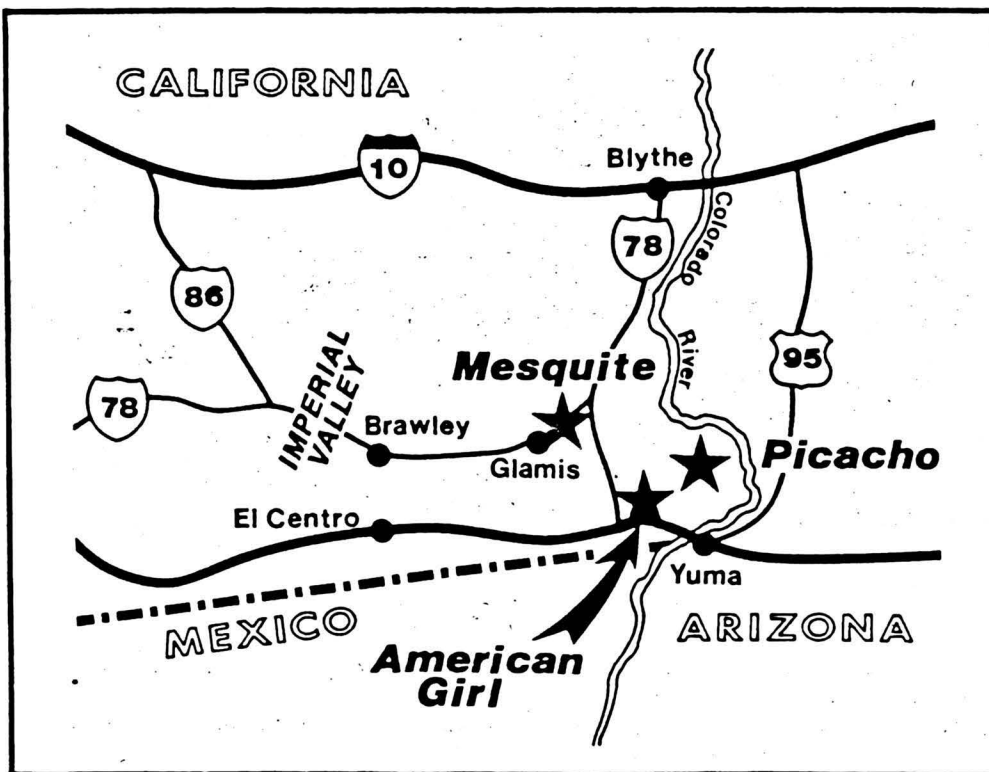 CALIFORNIA
10
Blythe
Colorado
River
78
86
95
Mesquite
78
IMPERIAL
VALLEY
Brawley
Glamis
Picacho
El Centro
Yuma
MEXICO
ARIZONA
American
Girl